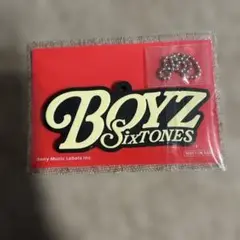 BOYZ
SixTONES
Sony Music Labels Inc.